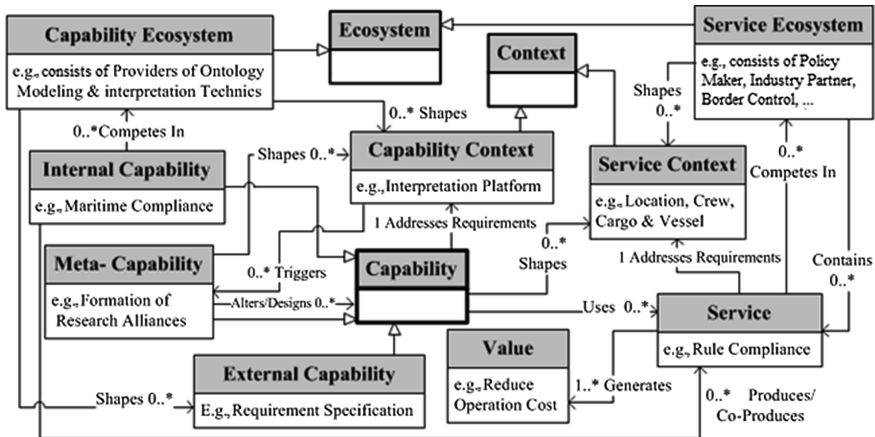 Capability Ecosystem
e.g., consists of Providers of Ontology
Modeling & interpretation Technics
Ecosystem
Context
Service Ecosystem
e.g., consists of Policy
Maker, Industry Partner,
Border Control, ...
Shapes
0..*
0..* Shapes
0..*Competes In
Internal Capability
e.g., Maritime Compliance
Shapes 0..*
Capability Context
e.g., Interpretation Platform
Service Context
e.g., Location, Crew,
Cargo & Vessel
0..*
Competes In
1 Addresses Requirements
0..*
Shapes
1 Addresses Requirements
Contains
0..*
Meta- Capability
e.g., Formation of
Research Alliances
0..* Triggers
Alters/Designs 0..*
Capability
Uses 0..*
Service
e.g., Rule Compliance
Value
e.g., Reduce
Operation Cost
1..* Generates
External Capability
E.g., Requirement Specification
Shapes 0..*
0..* Produces/
Co-Produces